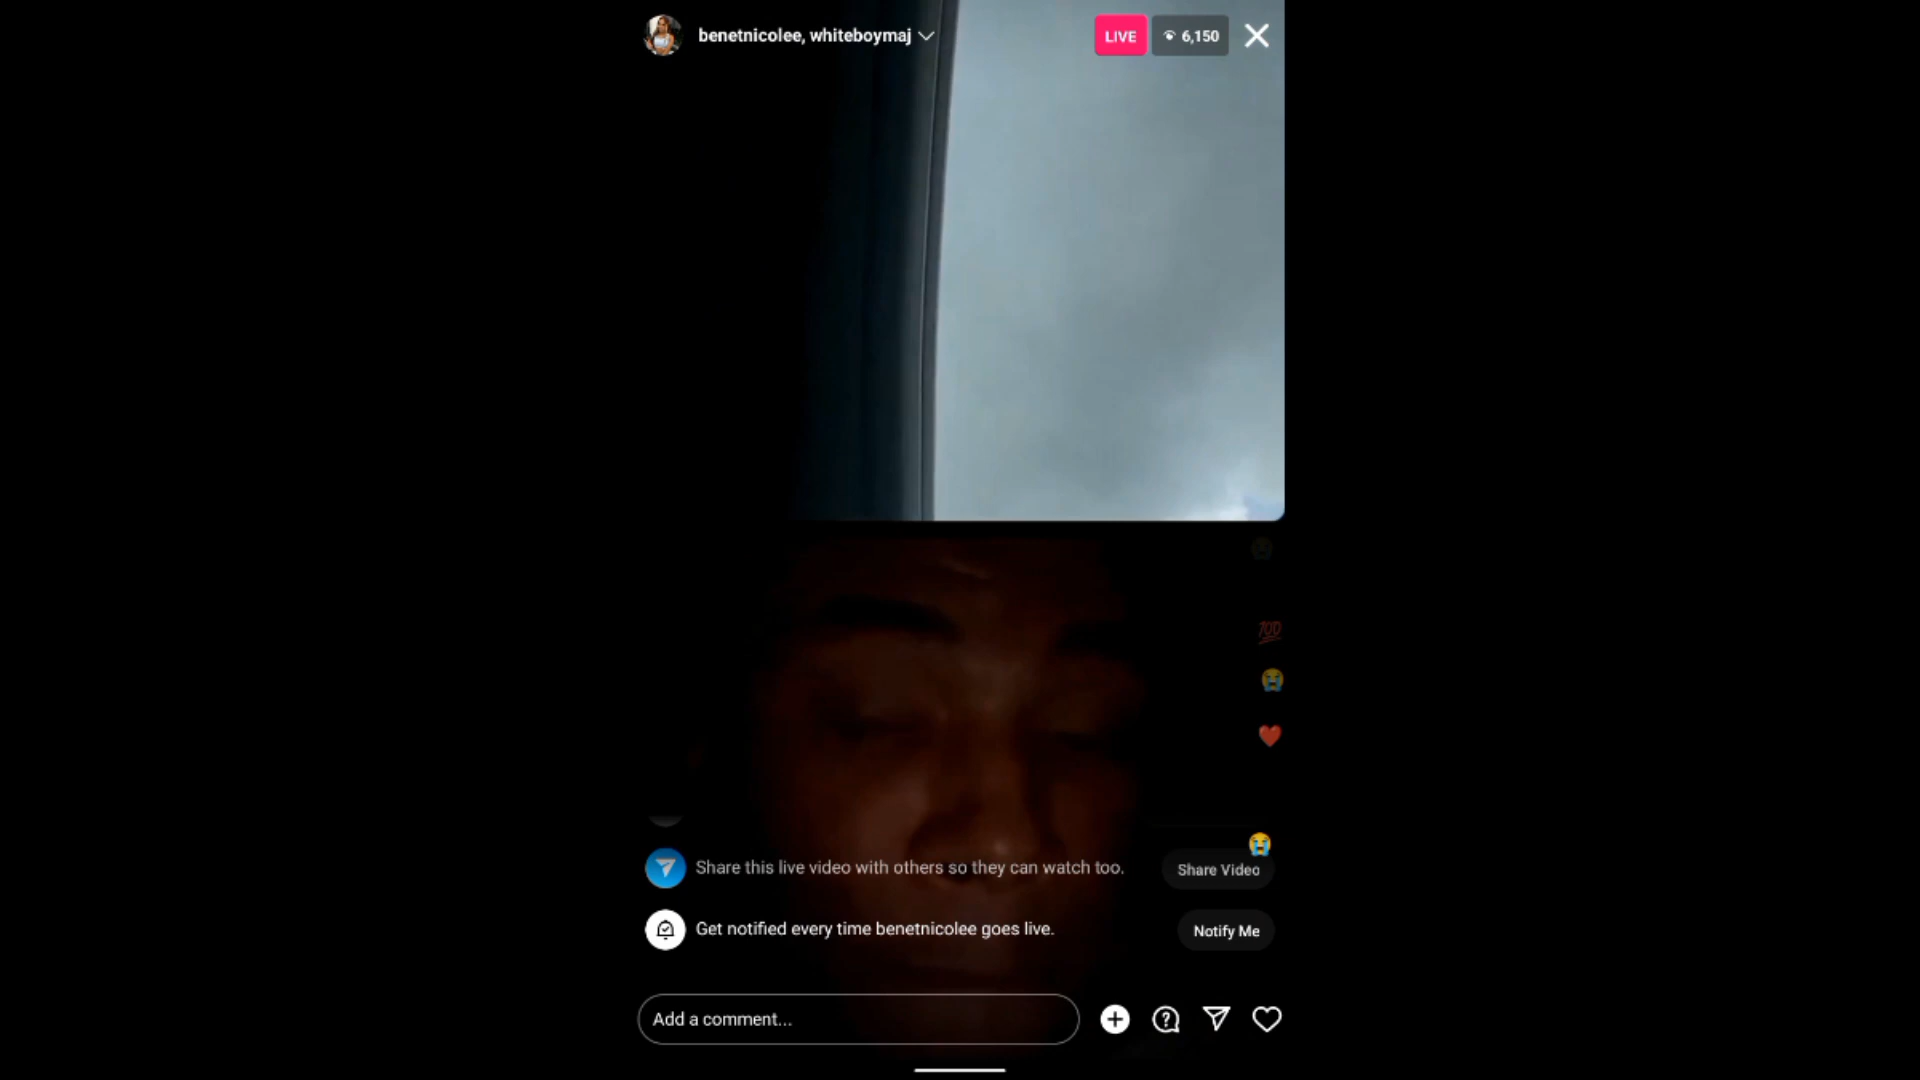 benetnicolee, whiteboymaj
LIVE
6,150
Share this live video with others so they can watch too.
Share Video
Get notified every time benetnicolee goes live.
Notify Me
Add a comment...